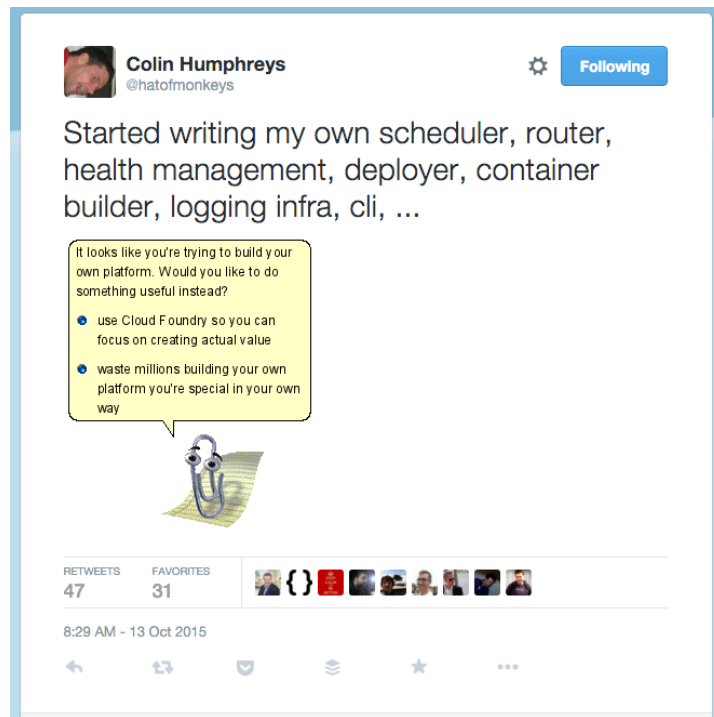 Colin Humphreys
@hatofmonkeys
Following
Started writing my own scheduler, router,
health management, deployer, container
builder, logging infra, cli, ...
It looks like you're trying to build your
own platform. Would you like to do
something useful instead?
use Cloud Foundry so you can
focus on creating actual value
waste millions building your own
platform you're special in your own
way
RETWEETS
47
FAVORITES
31
{}
8:29 AM - 13 Oct 2015